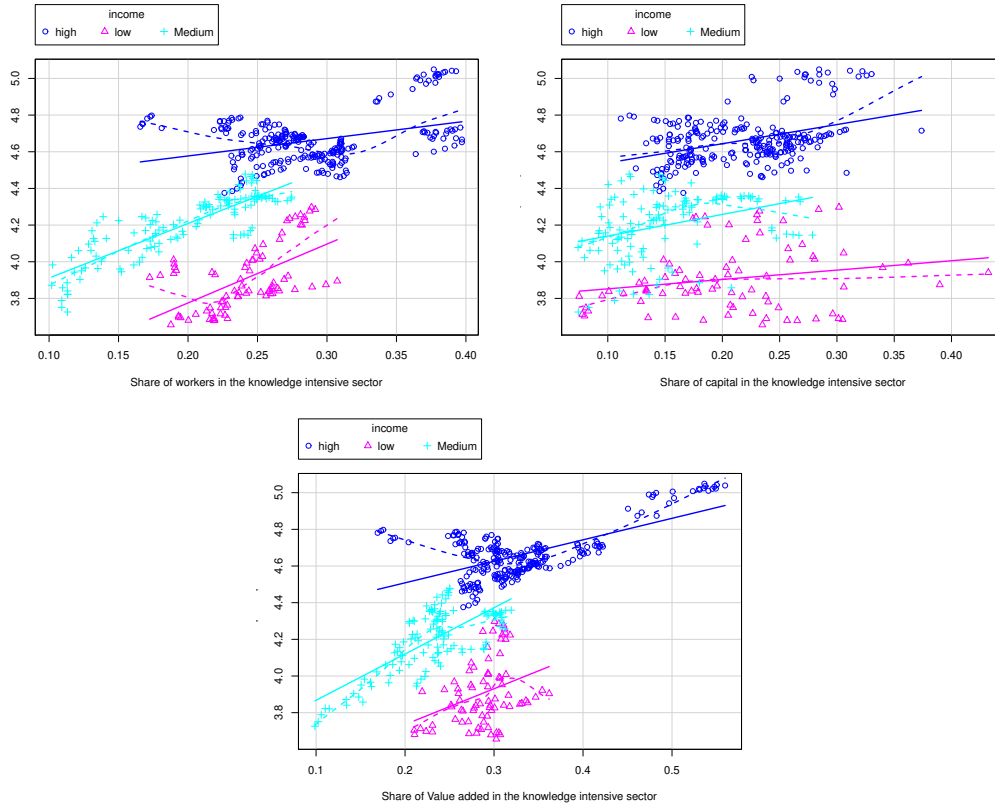 income
high low Medium
5.0
4.8
4.6
4.4
4.2
4.0
3.8
0.10 0.15 0.20 0.25 0.30 0.35 0.40
Share of workers in the knowledge intensive sector
income
high low Medium
5.0
4.8
4.6
4.4
4.2
4.0
3.8
0.10 0.15 0.20 0.25 0.30 0.35 0.40
Share of capital in the knowledge intensive sector
income
high low Medium
5.0
4.8
4.6
4.4
4.2
4.0
3.8
0.1 0.2 0.3 0.4 0.5
Share of Value added in the knowledge intensive sector